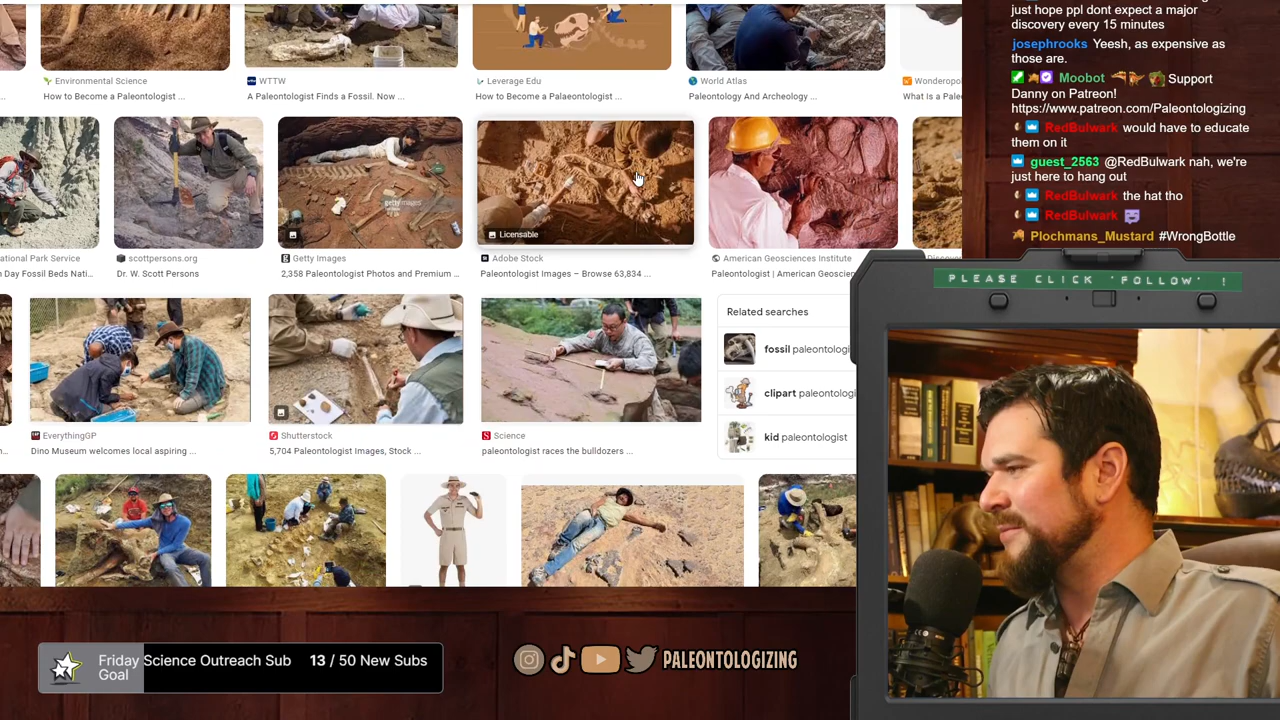 just hope ppl dont expect a major
discovery every 15 minutes
josephrooks Yeesh, as expensive as
those are.
Moobot Support
Danny on Patreon!
https://www.patreon.com/Paleontologizing
RedBulwark would have to educate
them on it
guest_2563 @RedBulwark nah, we're
just here to hang out
RedBulwark the hat tho
RedBulwark
Plochmans_Mustard #WrongBottle
PLEASE CLICK 'FOLLOW' !
Environmental Science
How to Become a Paleontologist ...
WTTW
A Paleontologist Finds a Fossil. Now ...
Leverage Edu
How to Become a Palaeontologist ...
World Atlas
Paleontology And Archeology ...
Wonderopo
What Is a Pale
ational Park Service
Day Fossil Beds Nati...
scottpersons.org
Dr. W. Scott Persons
gettyimages
Getty Images
2,358 Paleontologist Photos and Premium ...
Licensable
Adobe Stock
Paleontologist Images – Browse 63,834 ...
American Geosciences Institute
Paleontologist | American Geoscien
EverythingGP
Dino Museum welcomes local aspiring ...
Shutterstock
5,704 Paleontologist Images, Stock ...
Science
paleontologist races the bulldozers ...
Related searches
fossil paleontologi
clipart paleontologi
kid paleontologist
Friday Science Outreach Sub
Goal
13 / 50 New Subs
PALEONTOLOGIZING